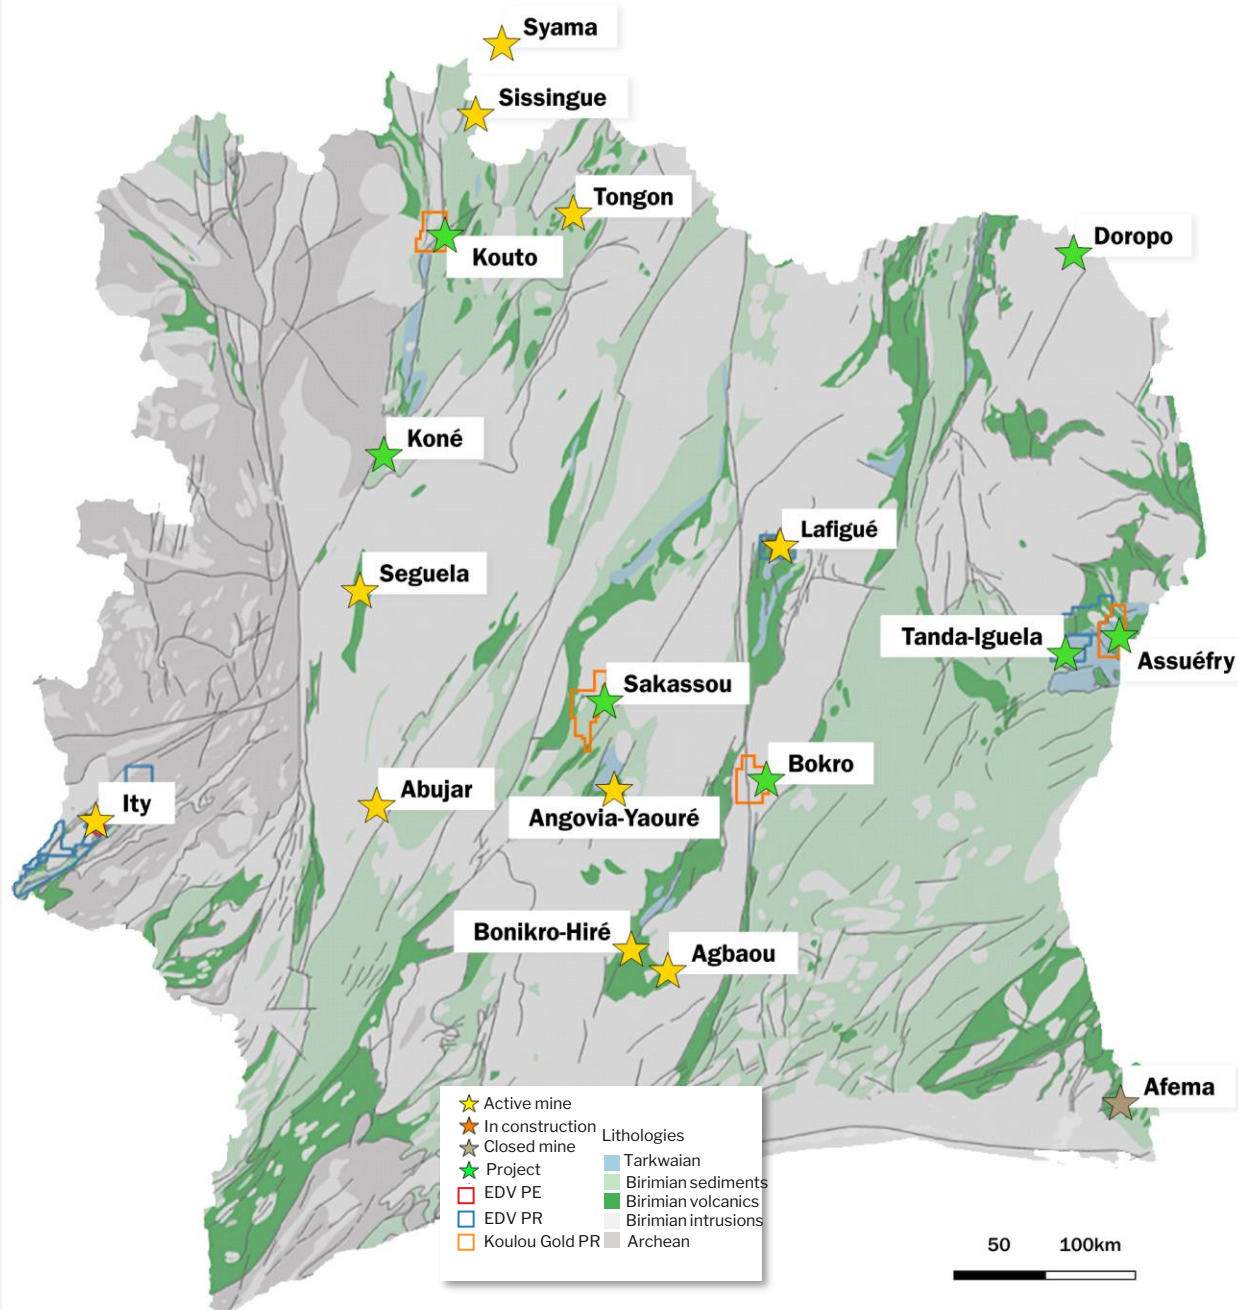 Syama
Sissingue
Tongon
Kouto
Doropo
Koné
Lafigué
Seguela
Tanda-Iguela
Assuéfry
Sakassou
Bokro
Ity
Abujar
Angovia-Yaouré
Bonikro-Hiré
Agbaou
Afema
Active mine
In construction
Closed mine
Project
EDV PE
EDV PR
Koulou Gold PR
Lithologies
Tarkwaian
Birimian sediments
Birimian volcanics
Birimian intrusions
Archean
50 100km